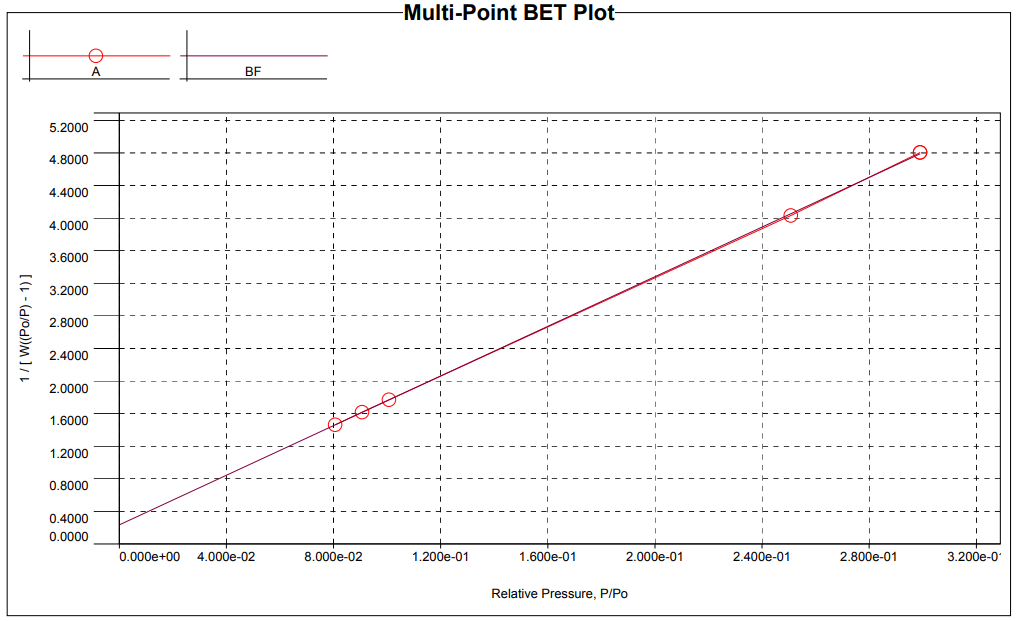 Multi-Point BET Plot
A
BF
5.2000
4.8000
4.4000
4.0000
3.6000
3.2000
2.8000
2.4000
2.0000
1.6000
1.2000
0.8000
0.4000
0.0000
1 / [ W((Po/P) - 1) ]
0.000e+00 4.000e-02 8.000e-02 1.200e-01 1.600e-01 2.000e-01 2.400e-01 2.800e-01 3.200e-01
Relative Pressure, P/Po